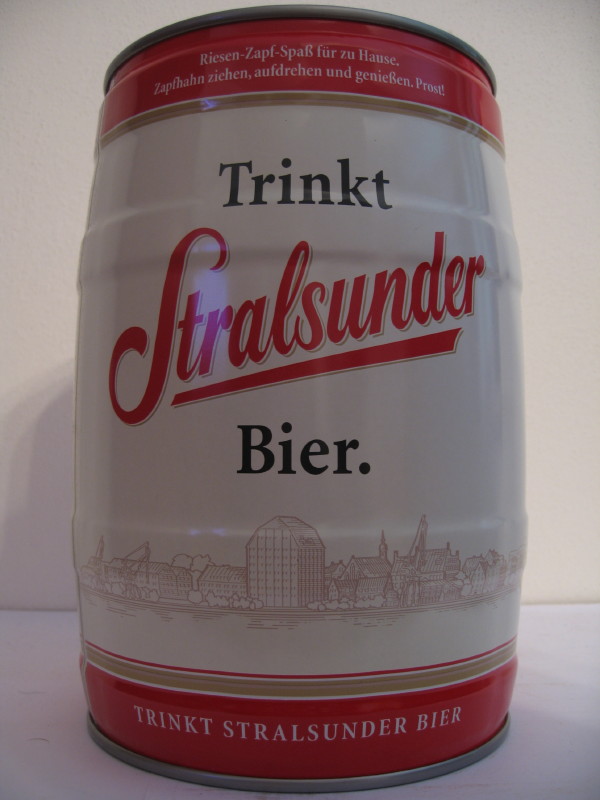 Riesen-Zapf-Spaß für zu Hause.
Zapfhahn ziehen, aufdrehen und genießen. Prost!
Trinkt
Stralsunder
Bier.
TRINKT STRALSUNDER BIER